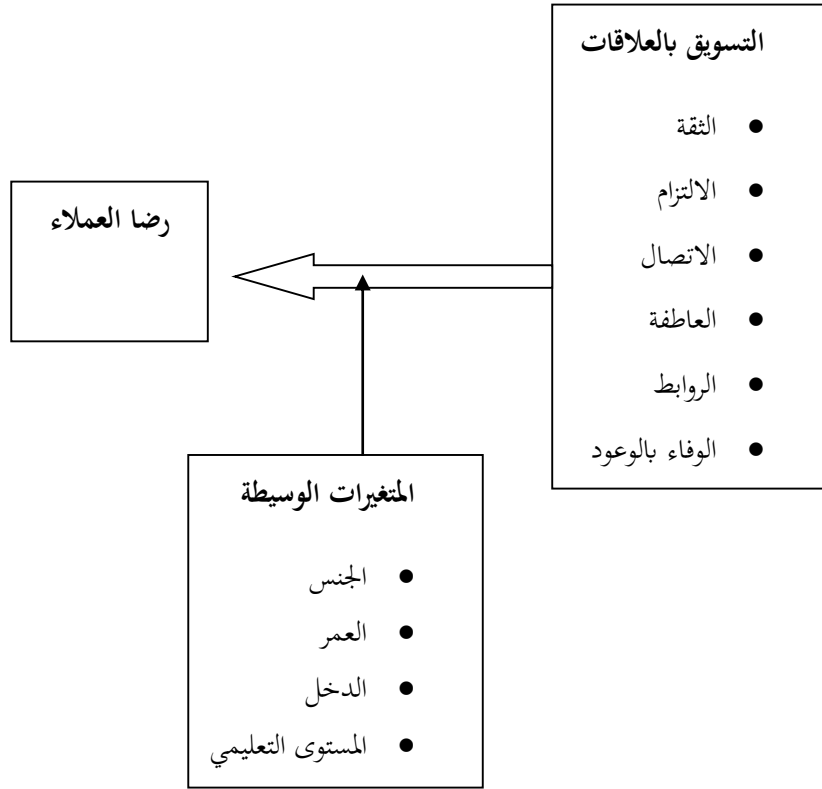 التسويق بالعلاقات
● الثقة
● الالتزام
● الاتصال
● العاطفة
● الروابط
● الوفاء بالوعود
رضا العملاء
المتغيرات الوسيطة
● الجنس
● العمر
● الدخل
● المستوى التعليمي